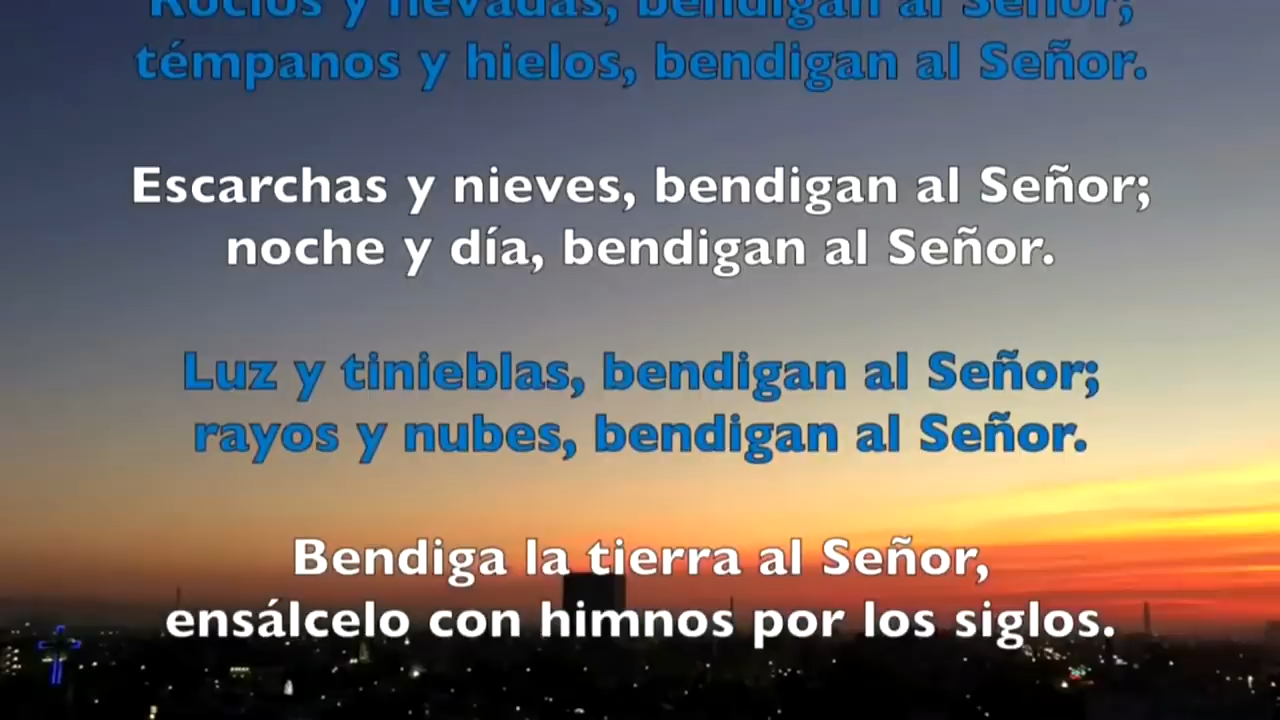 Rocíos y nevadas, bendigan al Señor;
témpanos y hielos, bendigan al Señor.
Escarchas y nieves, bendigan al Señor;
noche y día, bendigan al Señor.
Luz y tinieblas, bendigan al Señor;
rayos y nubes, bendigan al Señor.
Bendiga la tierra al Señor,
ensálcelo con himnos por los siglos.